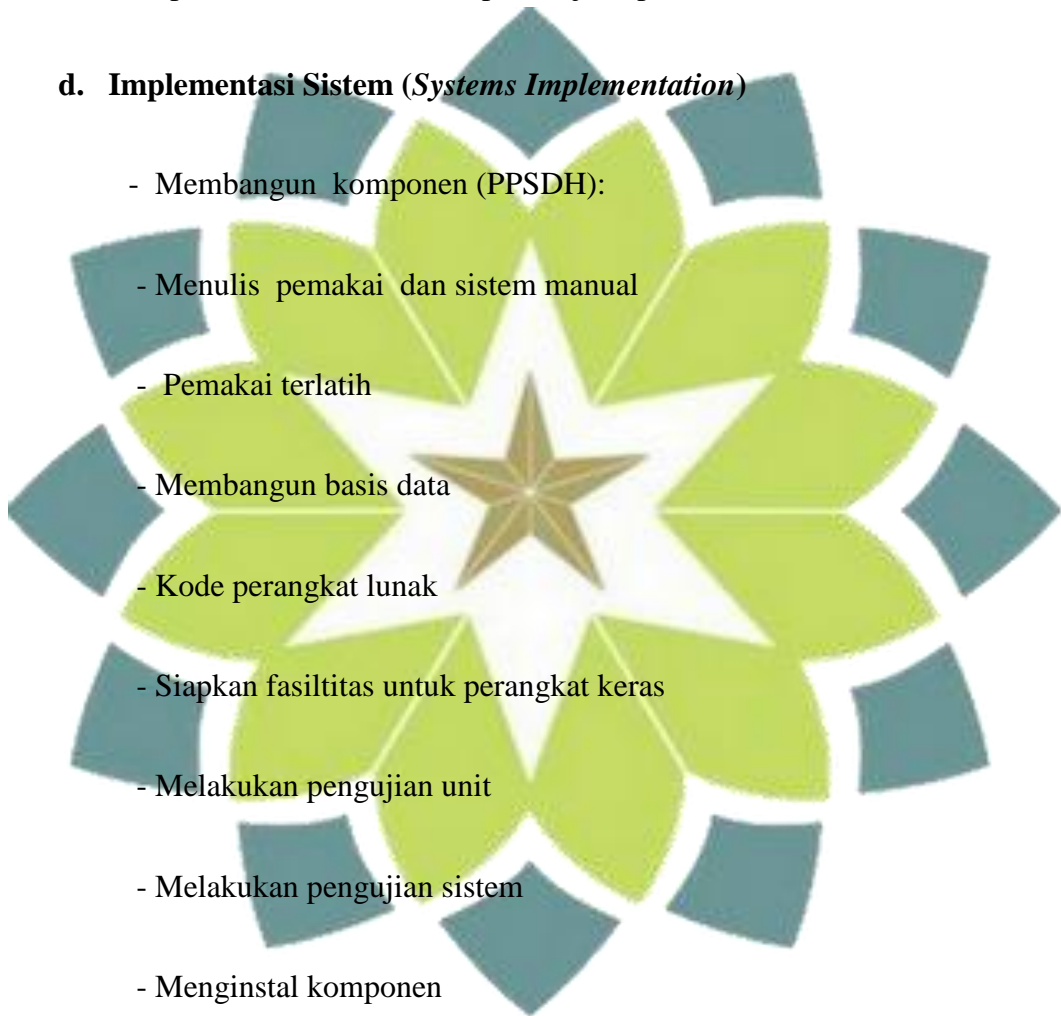 d. Implementasi Sistem (Systems Implementation)
- Membangun komponen (PPSDH):
- Menulis pemakai dan sistem manual
- Pemakai terlatih
- Membangun basis data
- Kode perangkat lunak
- Siapkan fasiltitas untuk perangkat keras
- Melakukan pengujian unit
- Melakukan pengujian sistem
- Menginstal komponen